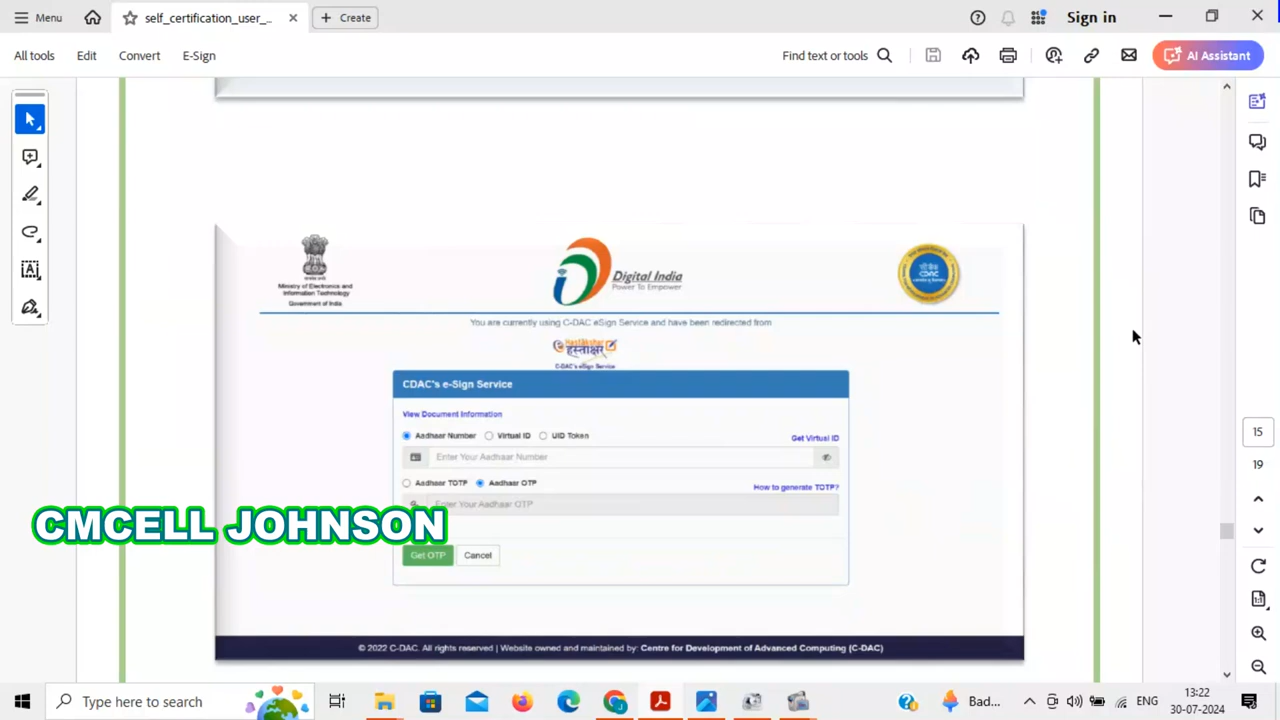 Menu
self_certification_user_...
Create
Sign in
All tools
Edit
Convert
E-Sign
Find text or tools
AI Assistant
Ministry of Electronics and
Information Technology
Government of India
Digital India
Power To Empower
You are currently using C-DAC eSign Service and have been redirected from
eHastakshar
हस्ताक्षर
C-DAC's eSign Service
CDAC's e-Sign Service
View Document Information
Aadhaar Number
Virtual ID
UID Token
Get Virtual ID
Enter Your Aadhaar Number
Aadhaar TOTP
Aadhaar OTP
How to generate TOTP?
Enter Your Aadhaar OTP
CMCELL JOHNSON
Get OTP
Cancel
© 2022 C-DAC. All rights reserved | Website owned and maintained by: Centre for Development of Advanced Computing (C-DAC)
15
19
Type here to search
Bad...
ENG
13:22
30-07-2024